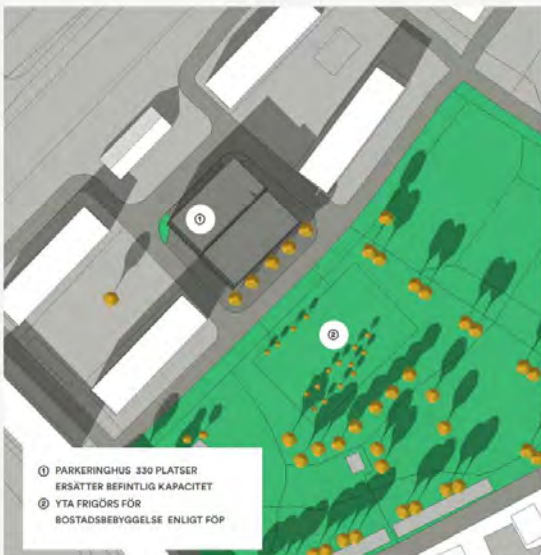 ①
②
① PARKERINGHUS 330 PLATSER
ERSÄTTER BEFINTLIG KAPACITET
② YTA FRIGÖRS FÖR
BOSTADSBEBYGGELSE ENLIGT FÖP